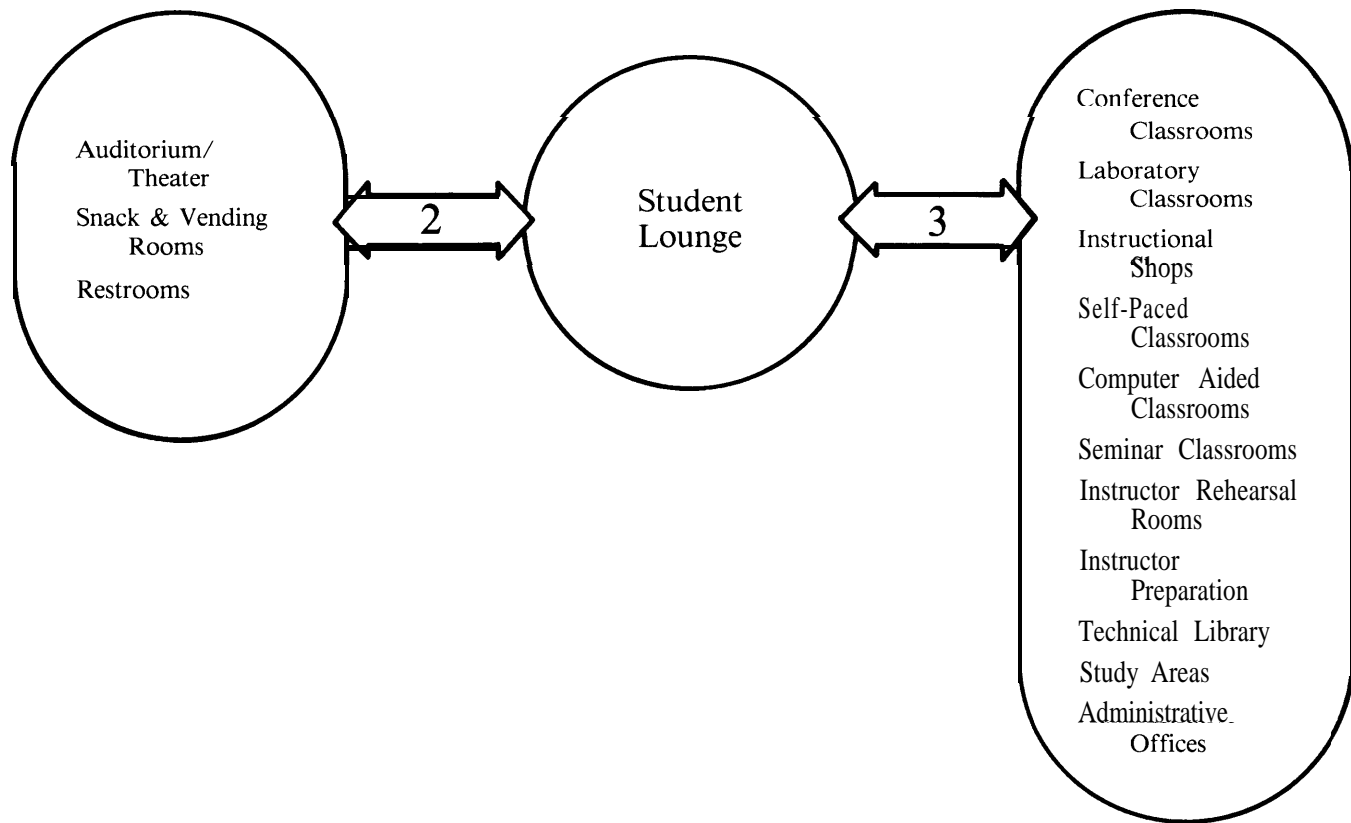 Auditorium/
Theater
Snack & Vending
Rooms
Restrooms
2
Student
Lounge
3
Conference
Classrooms
Laboratory
Classrooms
Instructional
Shops
Self-Paced
Classrooms
Computer Aided
Classrooms
Seminar Classrooms
Instructor Rehearsal
Rooms
Instructor
Preparation
Technical Library
Study Areas
Administrative
Offices